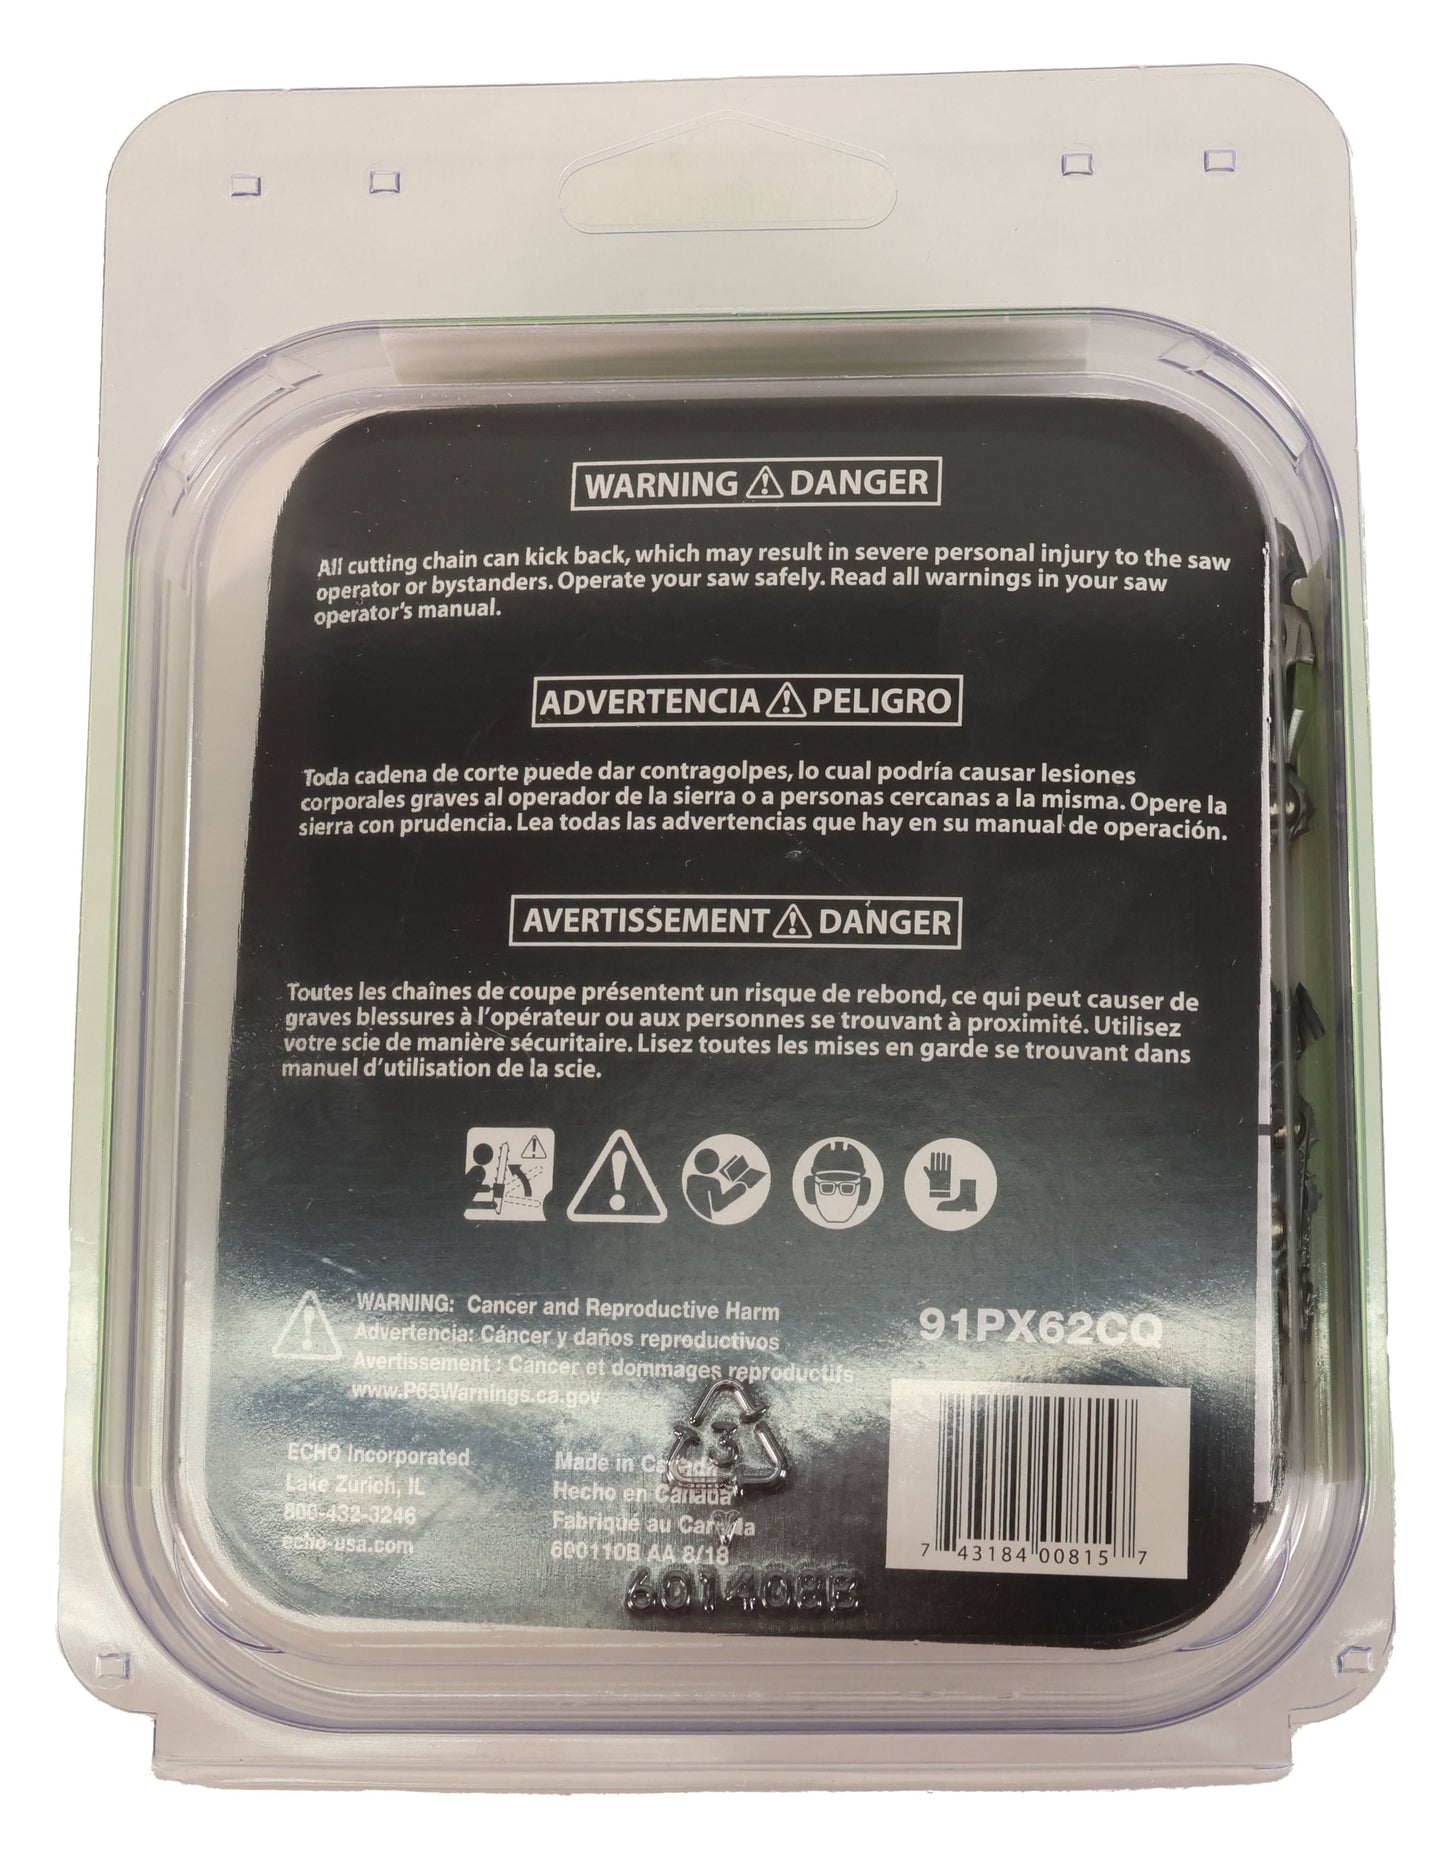 WARNING DANGER
All cutting chain can kick back, which may result in severe personal injury to the saw
operator or bystanders. Operate your saw safely. Read all warnings in your saw
operator's manual.
ADVERTENCIA PELIGRO
Toda cadena de corte puede dar contragolpes, lo cual podría causar lesiones
corporales graves al operador de la sierra o a personas cercanas a la misma. Opere la
sierra con prudencia. Lea todas las advertencias que hay en su manual de operación.
AVERTISSEMENT DANGER
Toutes les chaînes de coupe présentent un risque de rebond, ce qui peut causer de
graves blessures à l'opérateur ou aux personnes se trouvant à proximité. Utilisez
votre scie de manière sécuritaire. Lisez toutes les mises en garde se trouvant dans
manuel d'utilisation de la scie.
WARNING: Cancer and Reproductive Harm
Advertencia: Cáncer y daños reproductivos
Avertissement : Cancer et dommages reproductifs
www.P65Warnings.ca.gov
91PX62CQ
ECHO Incorporated
Lake Zurich, IL
800-432-3246
echo-usa.com
Made in Canada
Hecho en Canada
Fabriqué au Canada
600110B AA 8/18
3
V
601408B
7 43184 00815 7